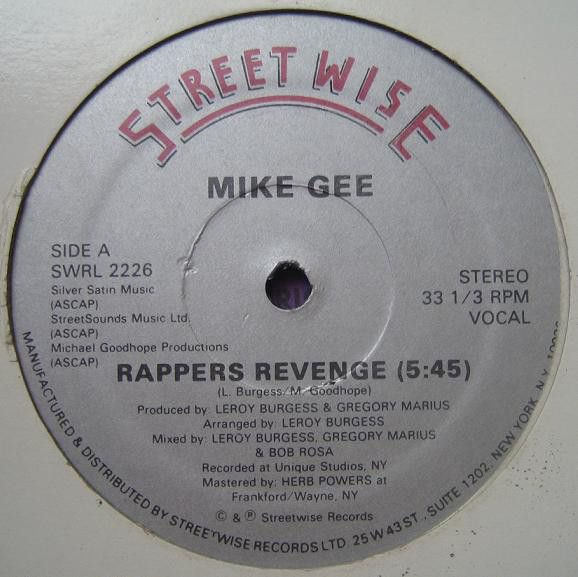 STREETWISE
MIKE GEE
SIDE A
SWRL 2226
Silver Satin Music
(ASCAP)
StreetSounds Music Ltd.
(ASCAP)
Michael Goodhope Productions
(ASCAP)
STEREO
33 1/3 RPM
VOCAL
RAPPERS REVENGE (5:45)
(L. Burgess/M. Goodhope)
Produced by: LEROY BURGESS & GREGORY MARIUS
Arranged by: LEROY BURGESS
Mixed by: LEROY BURGESS, GREGORY MARIUS
& BOB ROSA
Recorded at Unique Studios, NY
Mastered by: HERB POWERS at
Frankford/Wayne, NY
© & ℗ Streetwise Records
MANUFACTURED & DISTRIBUTED BY STREETWISE RECORDS LTD. 25 W 43 ST., SUITE 1202, NEW YORK, N.Y.